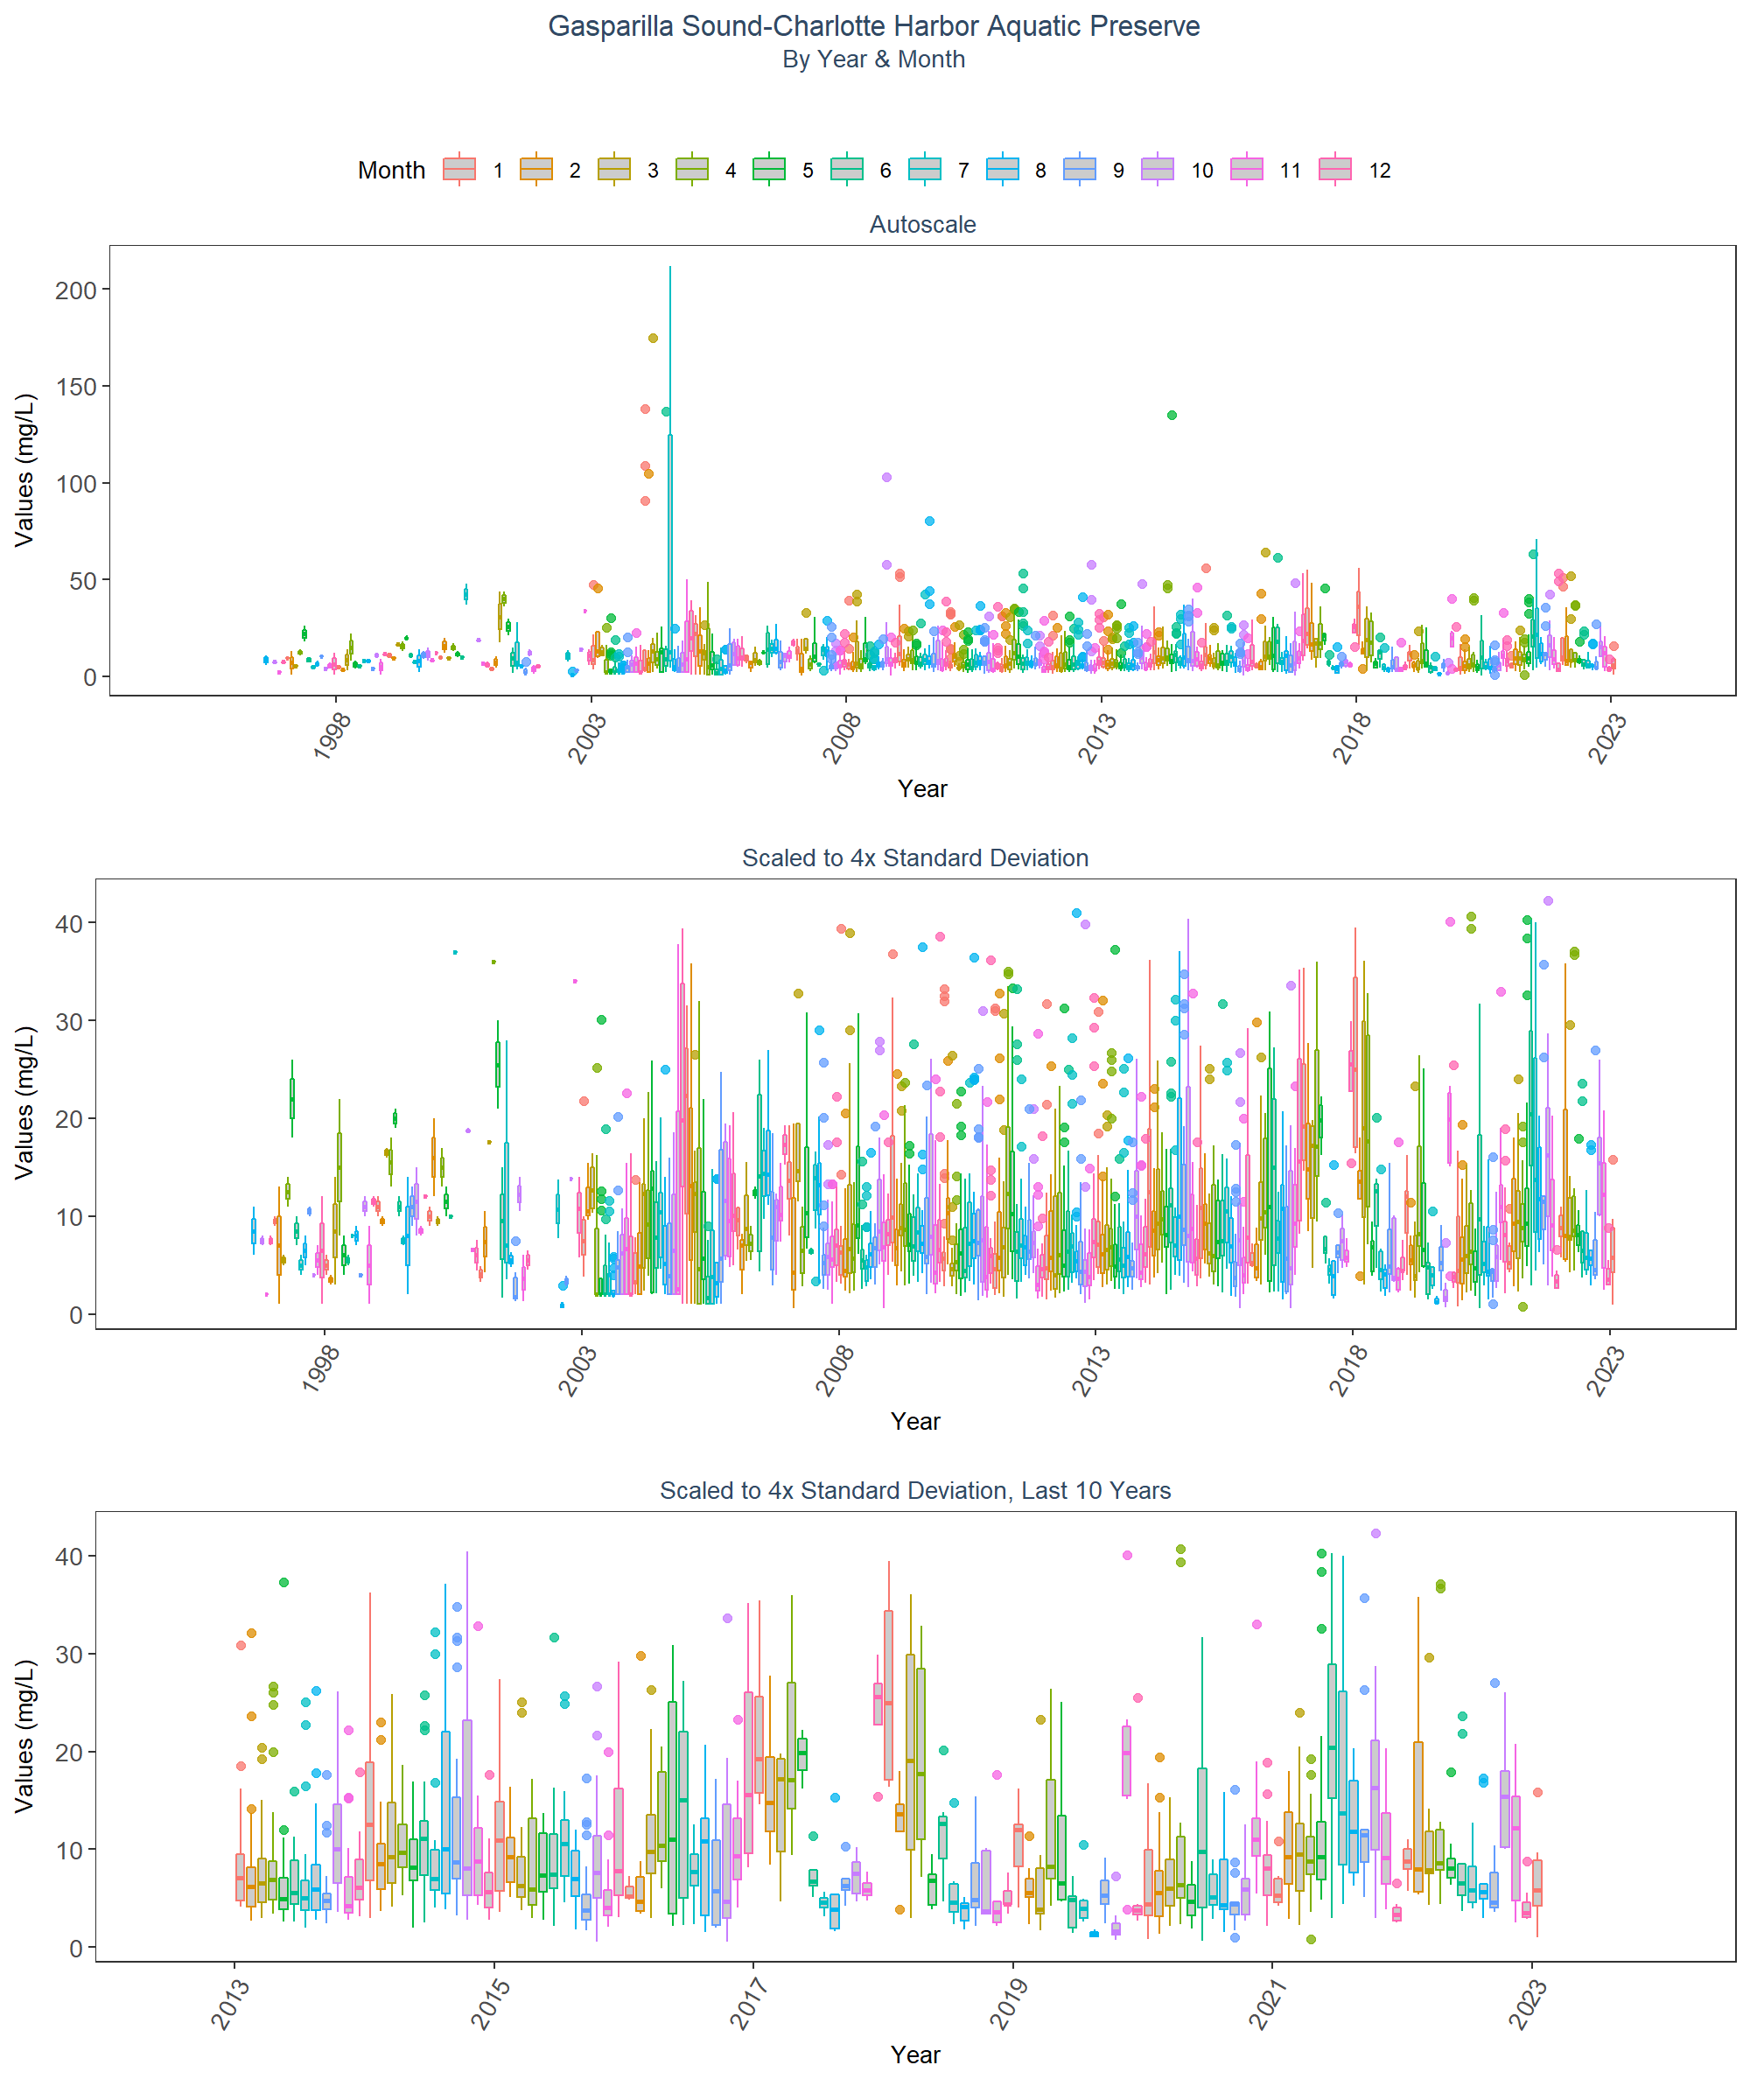 Gasparilla Sound-Charlotte Harbor Aquatic Preserve
By Year & Month
Month 1 2 3 4 5 6 7 8 9 10 11 12
Autoscale
Values (mg/L)
200
150
100
50
0
1998 2003 2008 2013 2018 2023
Year
Scaled to 4x Standard Deviation
Values (mg/L)
40
30
20
10
0
1998 2003 2008 2013 2018 2023
Year
Scaled to 4x Standard Deviation, Last 10 Years
Values (mg/L)
40
30
20
10
0
2013 2015 2017 2019 2021 2023
Year